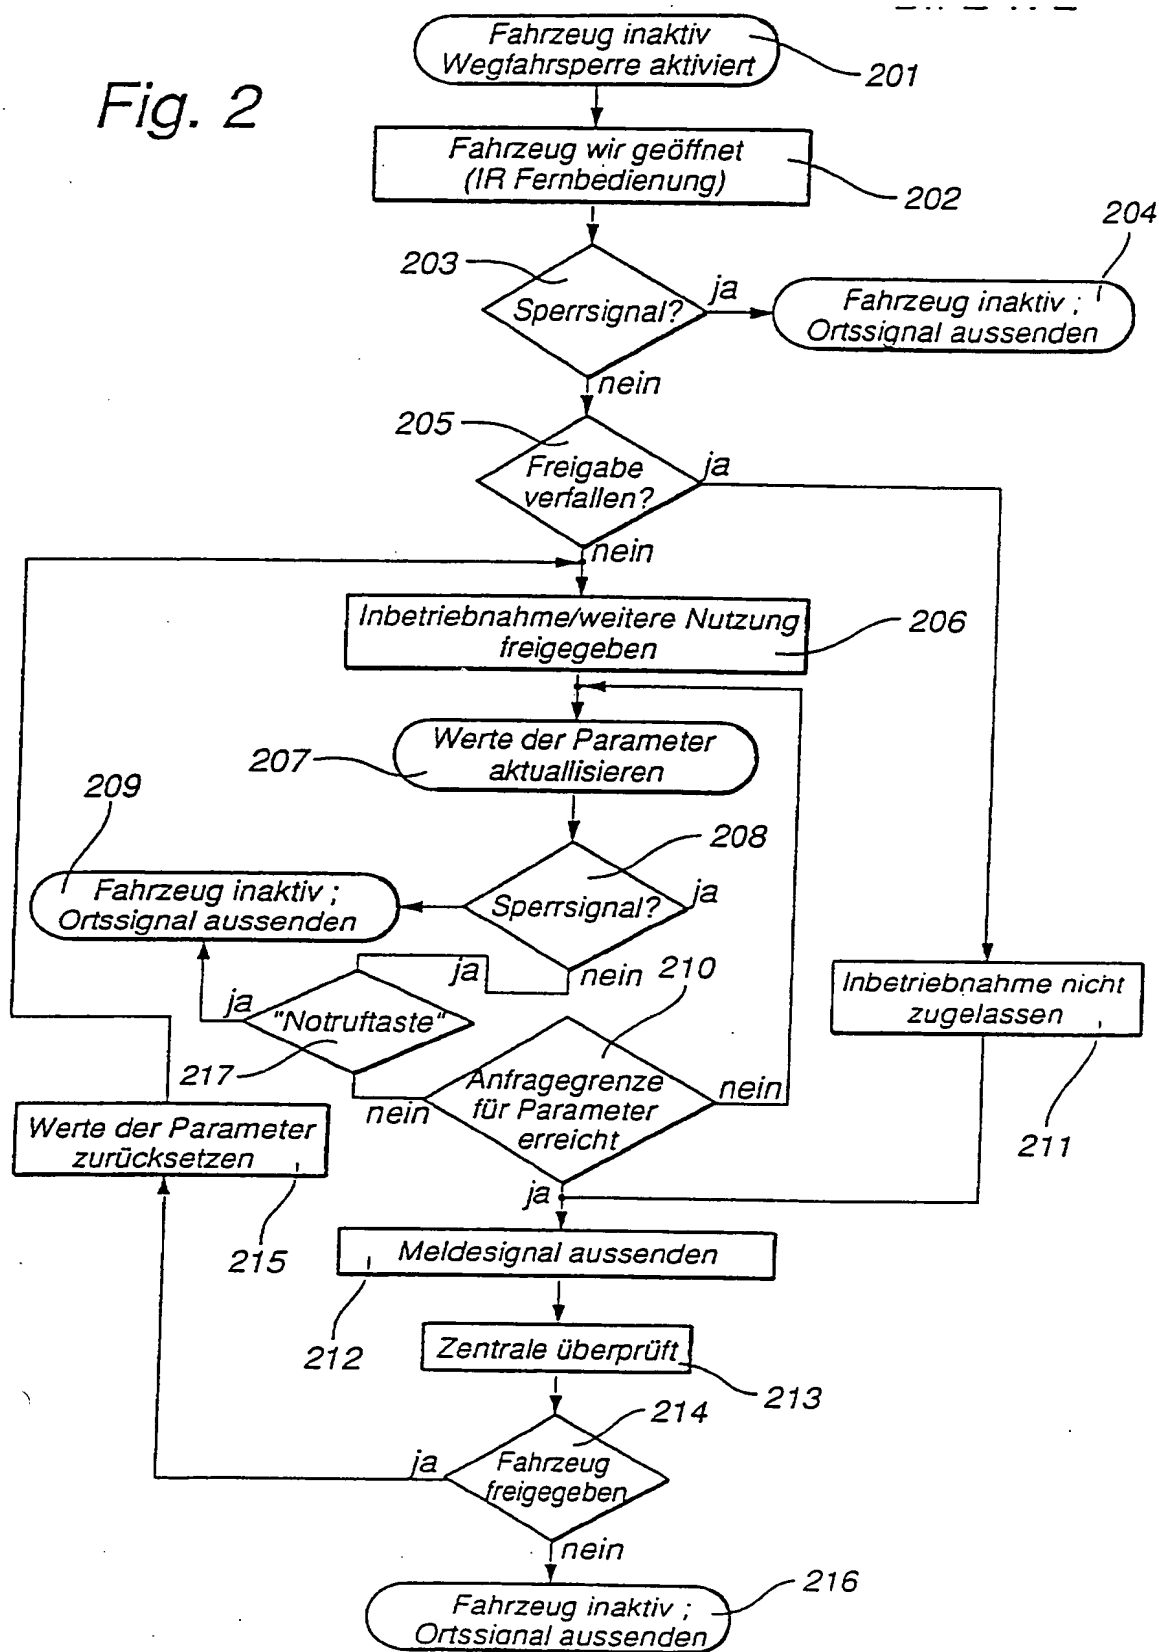 Fig. 2
Fahrzeug inaktiv
Wegfahrsperre aktiviert
201
Fahrzeug wir geöffnet
(IR Fernbedienung)
202
203
Sperrsignal?
ja
204
Fahrzeug inaktiv ;
Ortssignal aussenden
nein
205
Freigabe
verfallen?
ja
nein
Inbetriebnahme/weitere Nutzung
freigegeben
206
Werte der Parameter
aktuallisieren
207
208
209
Fahrzeug inaktiv ;
Ortssignal aussenden
Sperrsignal?
ja
nein
ja
210
ja
"Notruftaste"
217
nein
Anfragegrenze
für Parameter
erreicht
nein
Inbetriebnahme nicht
zugelassen
211
Werte der Parameter
zurücksetzen
215
ja
Meldesignal aussenden
212
Zentrale überprüft
213
214
Fahrzeug
freigegeben
ja
nein
216
Fahrzeug inaktiv ;
Ortssignal aussenden